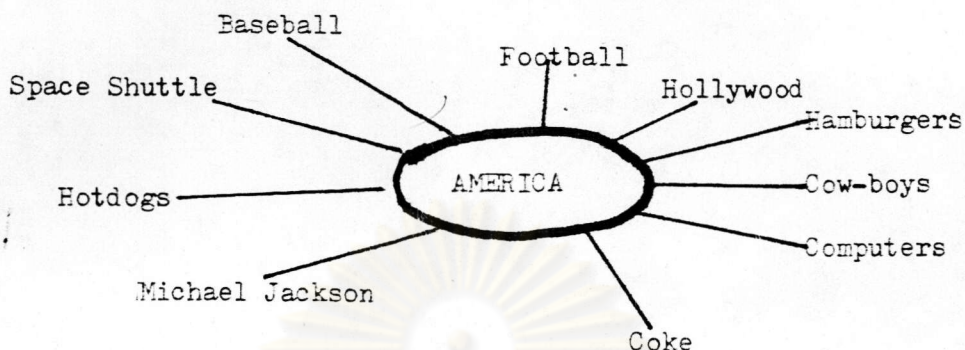 Baseball
Football
Space Shuttle
Hollywood
Hamburgers
AMERICA
Cow-boys
Hotdogs
Computers
Michael Jackson
Coke